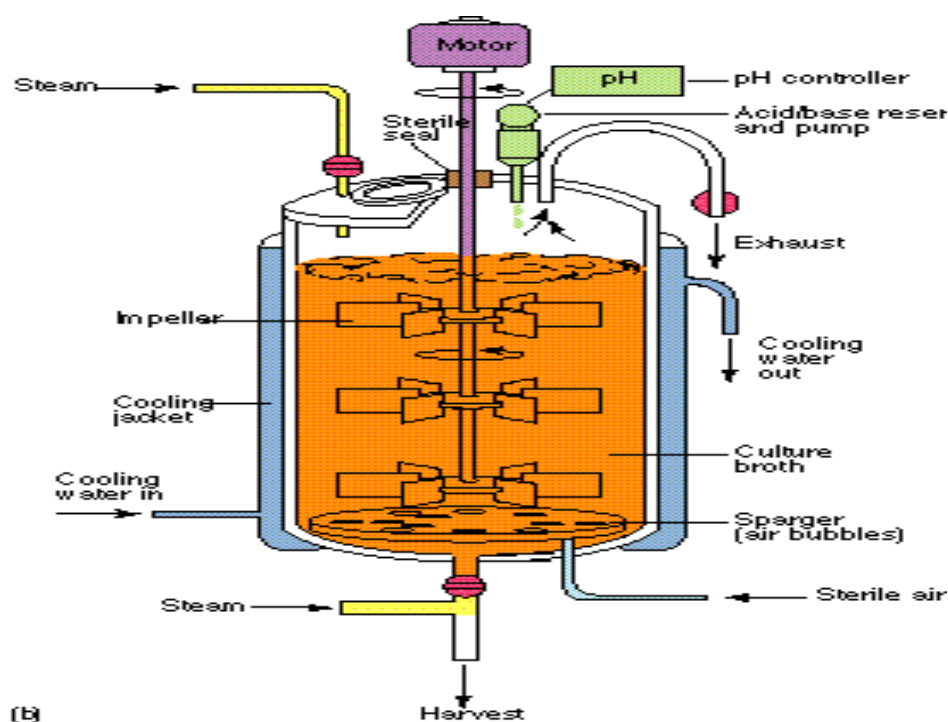 Motor
pH
pH controller
Steam
Acid/base reser
and pump
Sterile
seal
Exhaust
Impeller
Cooling
water
out
Cooling
jacket
Culture
broth
Cooling
water in
Sparger
(air bubbles)
Steam
Sterile air
Harvest
(b)